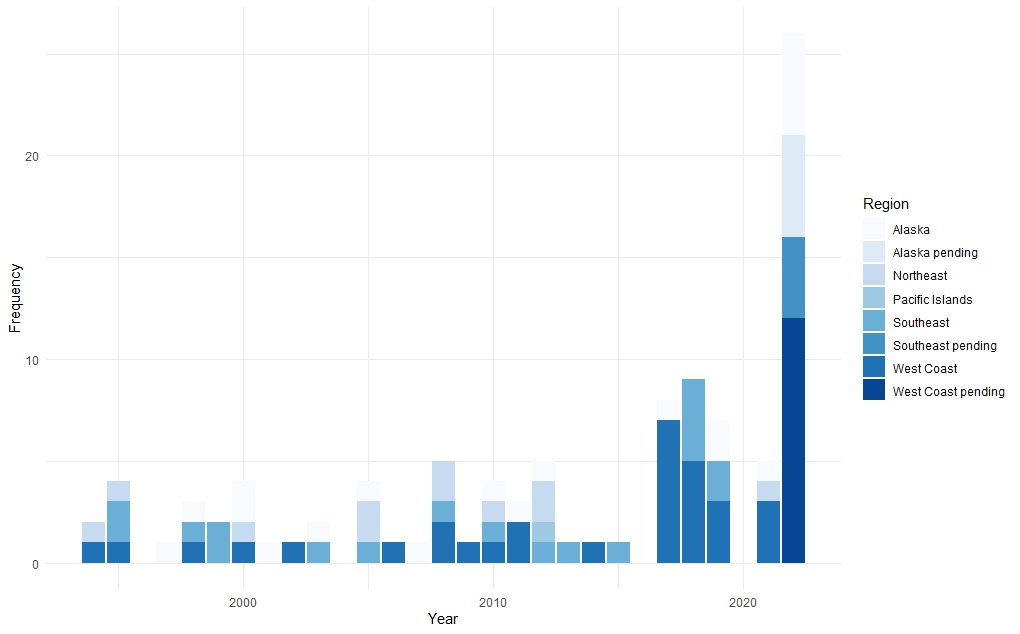 20
10
0
Frequency
2000
2010
2020
Year
Region
Alaska
Alaska pending
Northeast
Pacific Islands
Southeast
Southeast pending
West Coast
West Coast pending